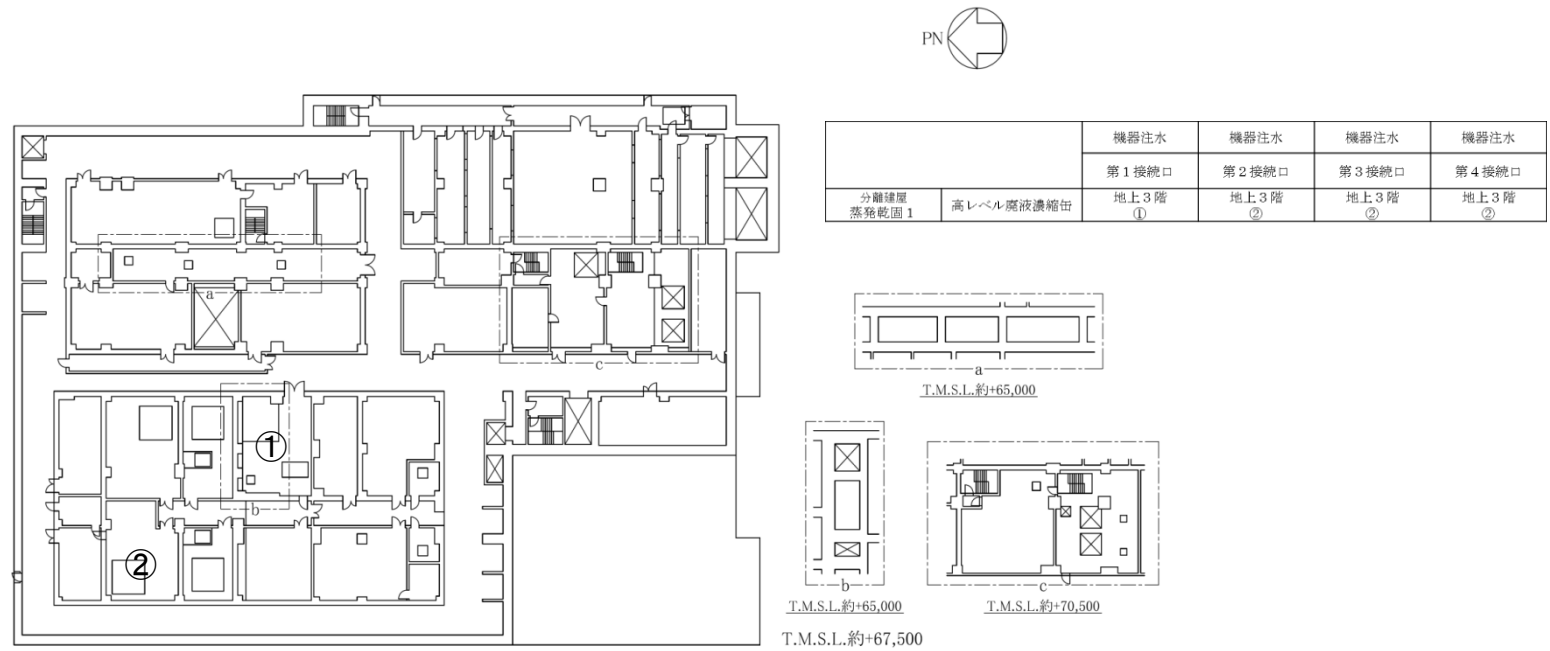 PN
機器注水 機器注水 機器注水 機器注水
第1接続口 第2接続口 第3接続口 第4接続口
分離建屋
蒸発乾固1
高レベル廃液濃縮缶
地上3階 地上3階 地上3階 地上3階
① ② ② ②
a
c
①
b
②
a
T.M.S.L.約+65,000
b
T.M.S.L.約+65,000
c
T.M.S.L.約+70,500
T.M.S.L.約+67,500